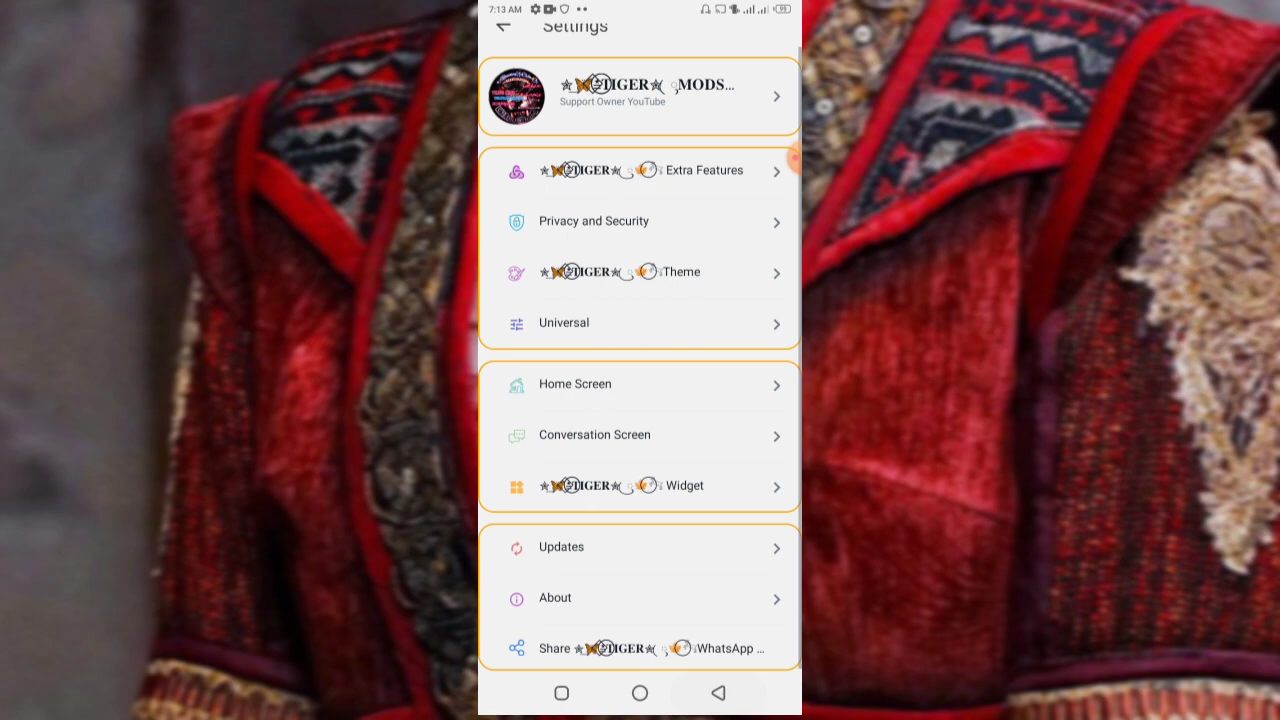 7:13 AM
Settings
TIGER MODS...
Support Owner YouTube
TIGER Extra Features
Privacy and Security
TIGER Theme
Universal
Home Screen
Conversation Screen
TIGER Widget
Updates
About
Share TIGER WhatsApp ...